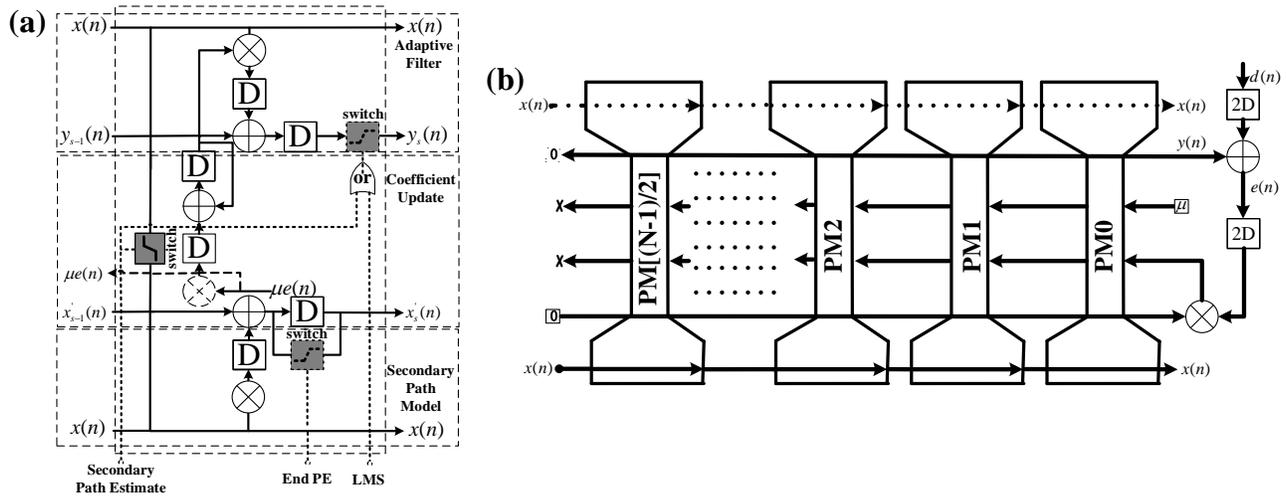 (a)
x(n) x(n)
Adaptive
Filter
D
switch
y_{s-1}(n) D y_s(n)
D
or
Coefficient
Update
D
switch
μe(n)
μe(n)
x'_{s-1}(n) D x'_s(n)
switch
D
Secondary
Path
Model
x(n) x(n)
Secondary
Path Estimate
End PE
LMS
(b)
d(n)
x(n) x(n)
2D
y(n)
0
e(n)
X μ
2D
X
PM[(N-1)/2]
PM2
PM1
PM0
0
x(n) x(n)